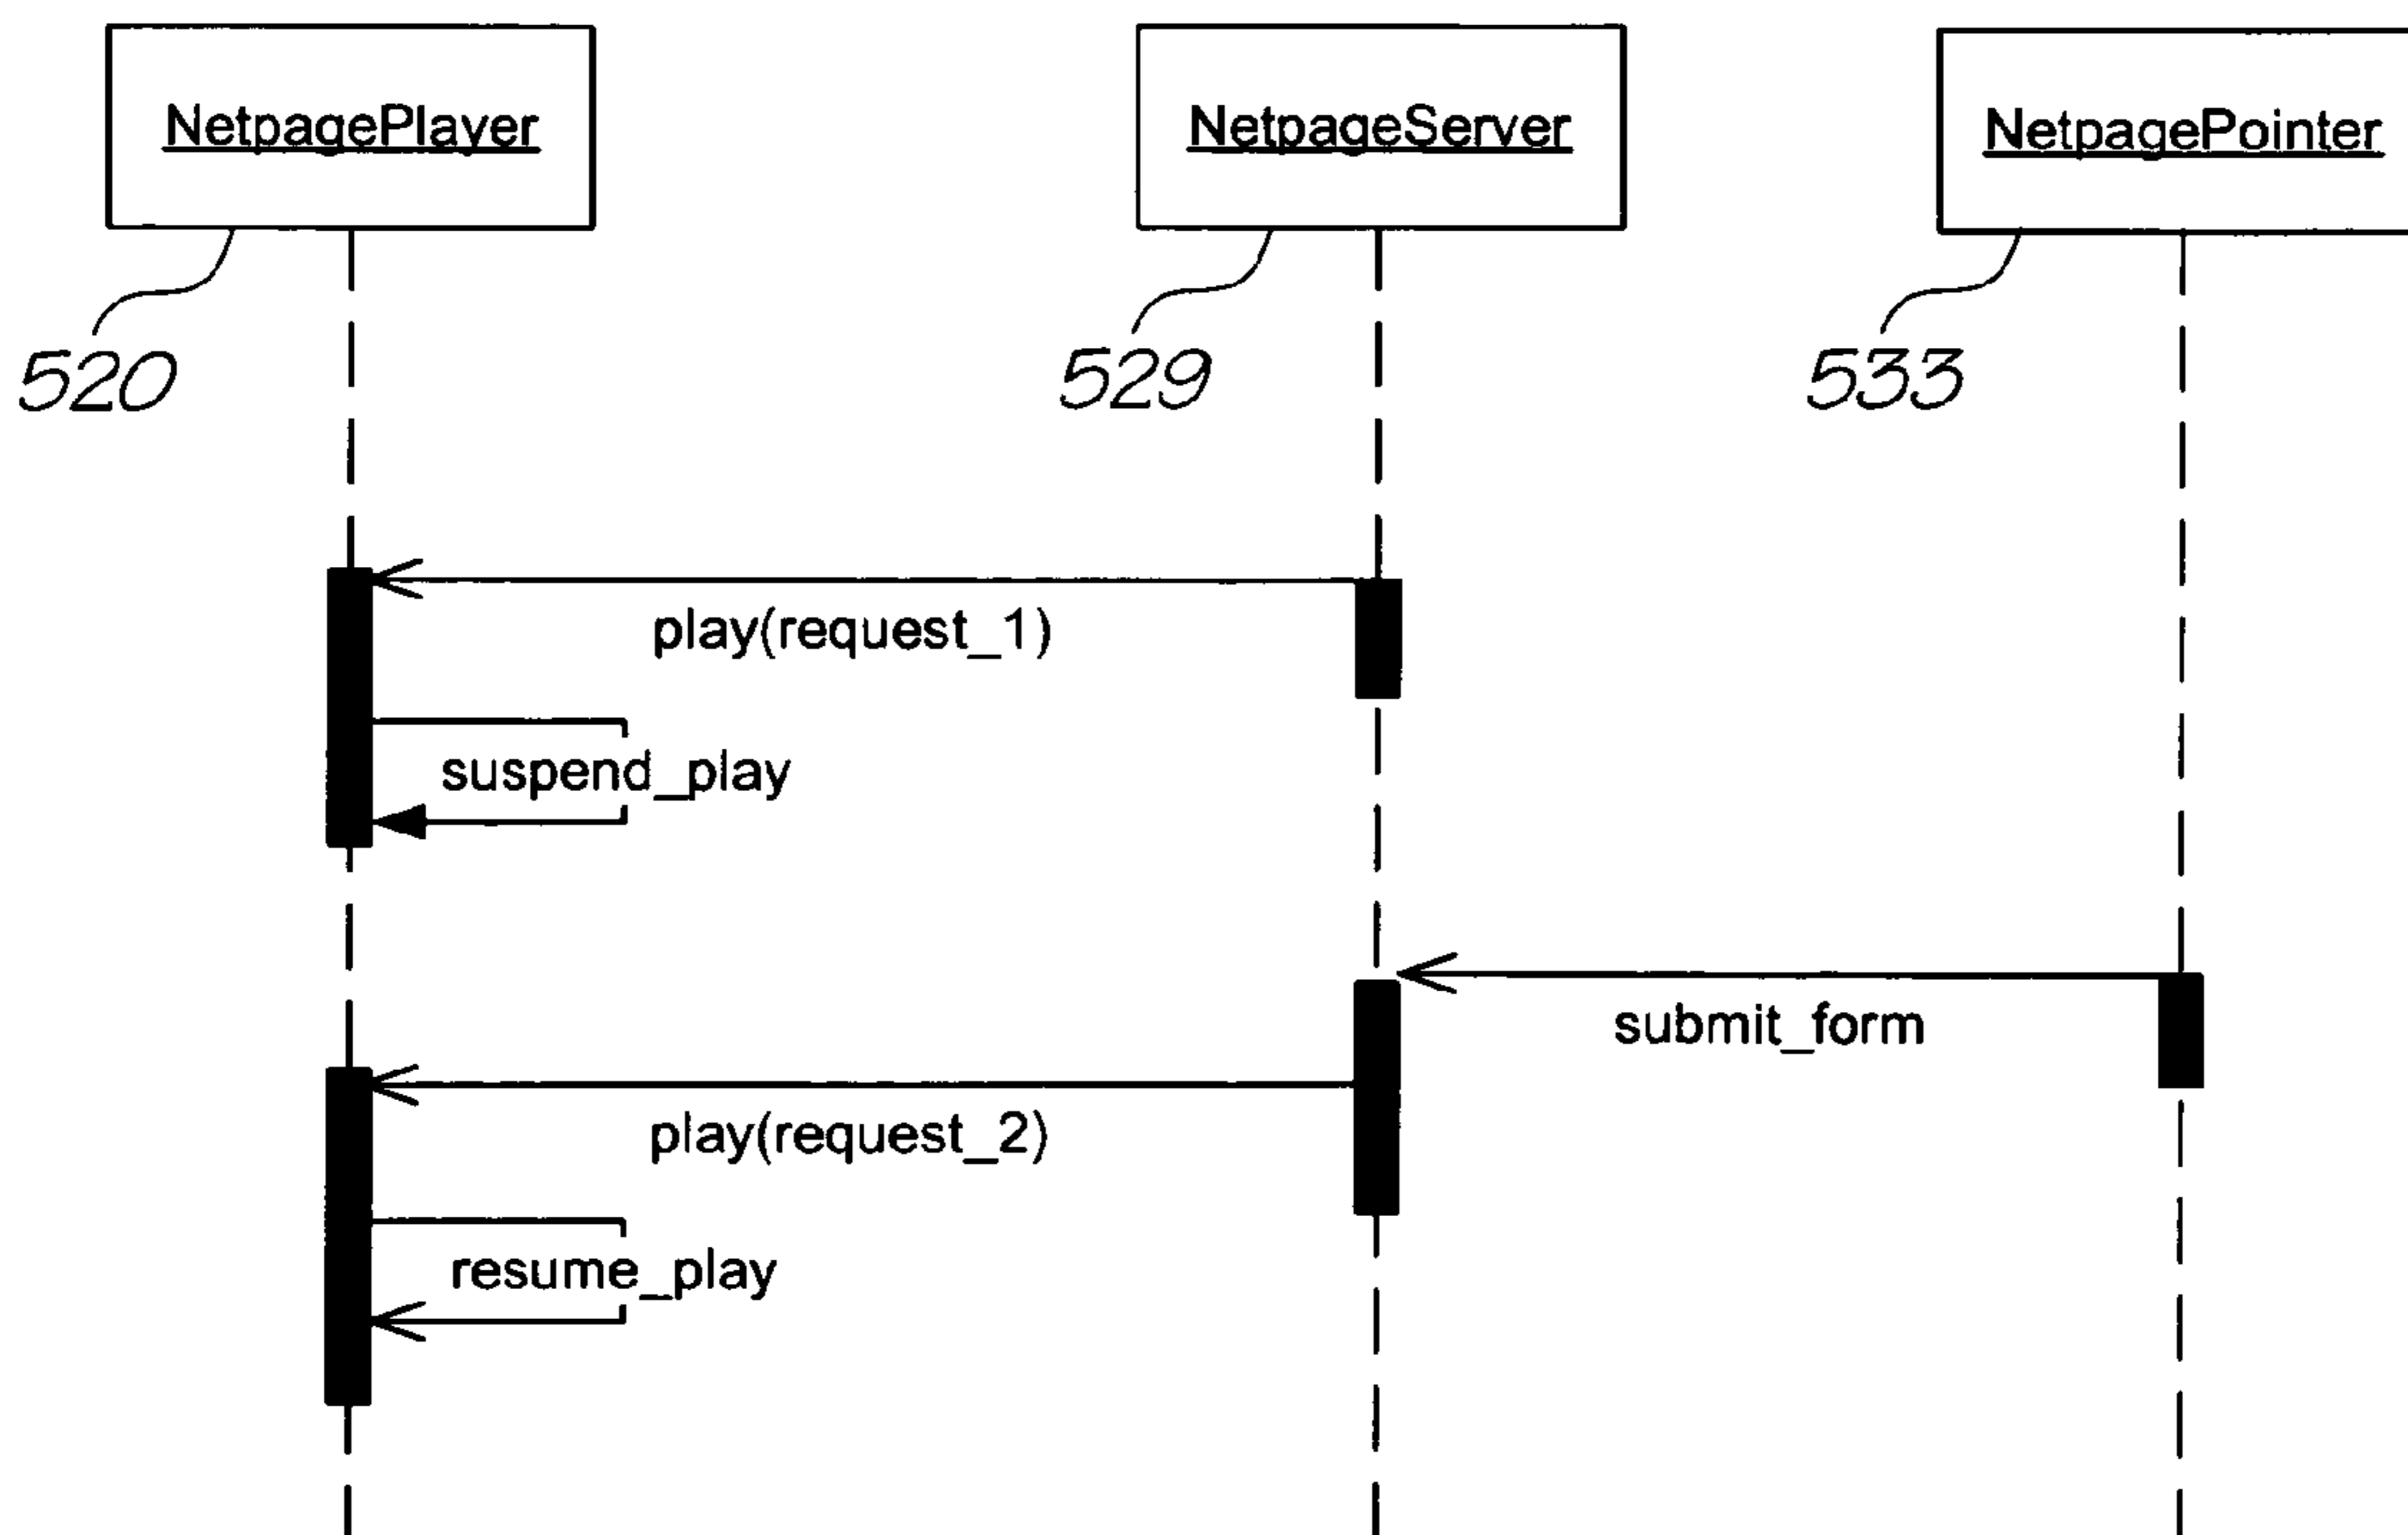 NetpagePlayer
NetpageServer
NetpagePointer
520
529
533
play(request_1)
suspend_play
submit_form
play(request_2)
resume_play